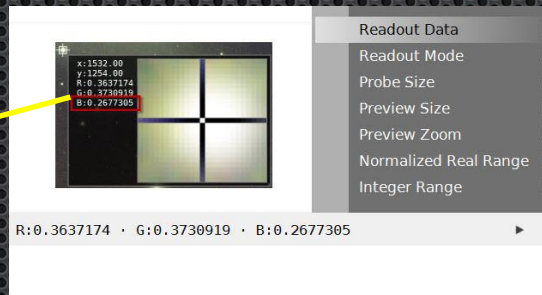 x:1532.00
y:1254.00
R:0.3637174
G:0.3730919
B:0.2677305
Readout Data
Readout Mode
Probe Size
Preview Size
Preview Zoom
Normalized Real Range
Integer Range
R:0.3637174 · G:0.3730919 · B:0.2677305